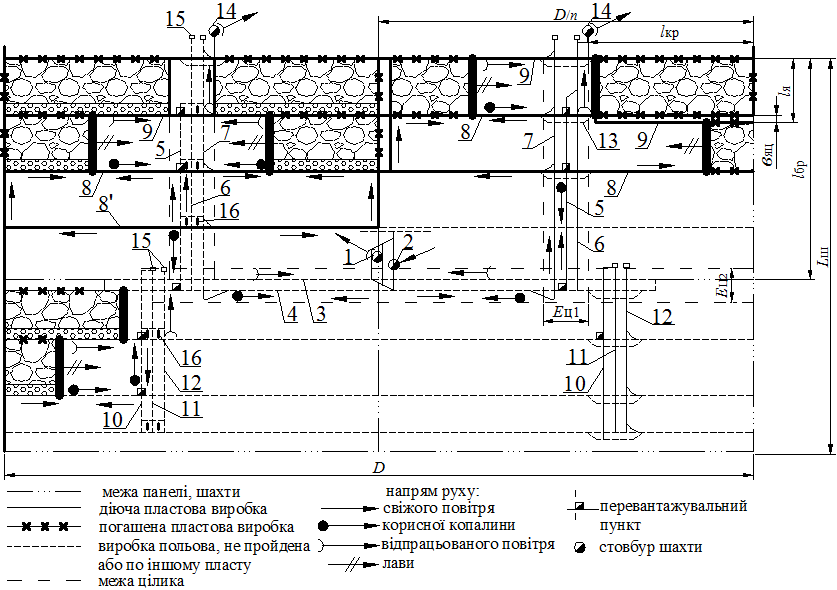 15
14
D/п
14
lкр
9
lя
9
5
7
8
7
13
9
вяц
lбр
8
6
8
5
8'
16
1
2
6
Lш
15
Eц2
4
3
Eц1
12
16
11
12
10
10
11
D
межа панелі, шахти
діюча пластова виробка
погашена пластова виробка
виробка польова, не пройдена
або по іншому пласту
межа цілика
напрям руху:
свіжого повітря
корисної копалини
відпрацьованого повітря
лави
перевантажувальний
пункт
стовбур шахти